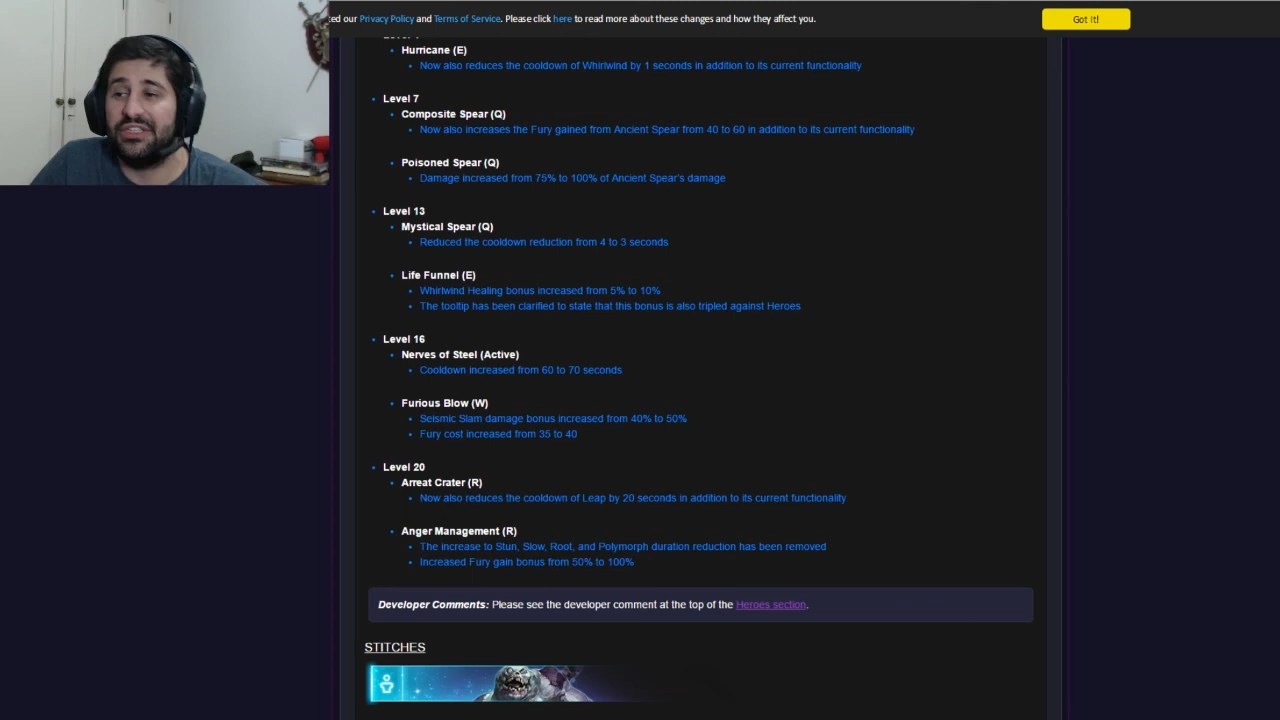 ted our Privacy Policy and Terms of Service. Please click here to read more about these changes and how they affect you.
Got It!
Hurricane (E)
Now also reduces the cooldown of Whirlwind by 1 seconds in addition to its current functionality
Level 7
Composite Spear (Q)
Now also increases the Fury gained from Ancient Spear from 40 to 60 in addition to its current functionality
Poisoned Spear (Q)
Damage increased from 75% to 100% of Ancient Spear's damage
Level 13
Mystical Spear (Q)
Reduced the cooldown reduction from 4 to 3 seconds
Life Funnel (E)
Whirlwind Healing bonus increased from 5% to 10%
The tooltip has been clarified to state that this bonus is also tripled against Heroes
Level 16
Nerves of Steel (Active)
Cooldown increased from 60 to 70 seconds
Furious Blow (W)
Seismic Slam damage bonus increased from 40% to 50%
Fury cost increased from 35 to 40
Level 20
Arreat Crater (R)
Now also reduces the cooldown of Leap by 20 seconds in addition to its current functionality
Anger Management (R)
The increase to Stun, Slow, Root, and Polymorph duration reduction has been removed
Increased Fury gain bonus from 50% to 100%
Developer Comments: Please see the developer comment at the top of the Heroes section.
STITCHES